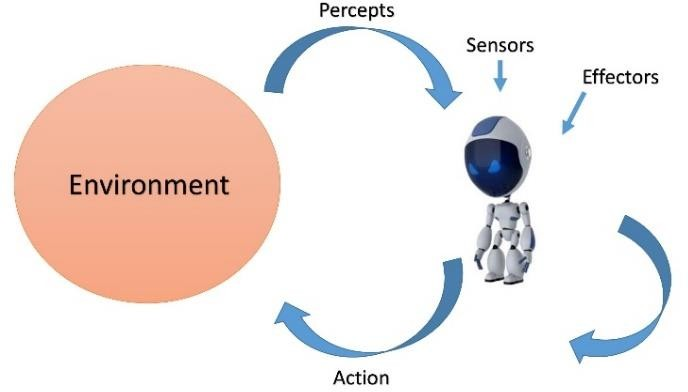 Percepts
Sensors
Effectors
Environment
Action